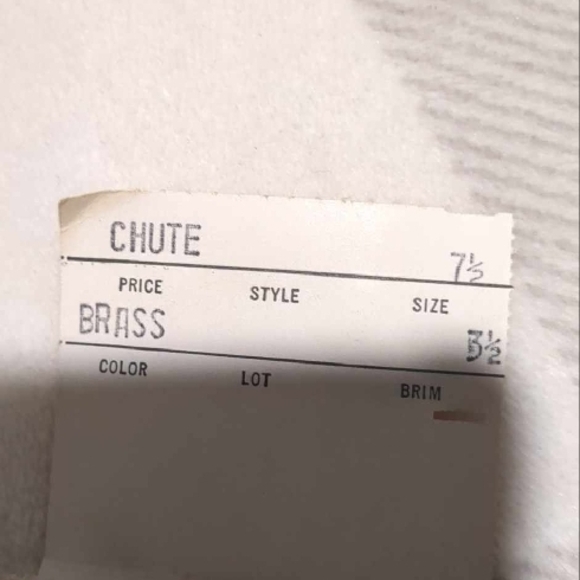 CHUTE 7½
PRICE STYLE SIZE
BRASS 3½
COLOR LOT BRIM